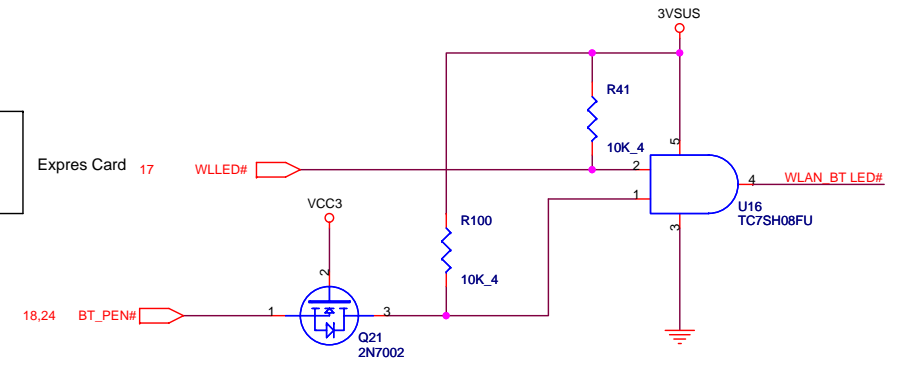 3VSUS
R41
10K_4
5
Expres Card
17
WLLED#
2
1
4
WLAN_BT LED#
U16
TC7SH08FU
3
VCC3
R100
10K_4
2
18,24
BT_PEN#
1
3
Q21
2N7002